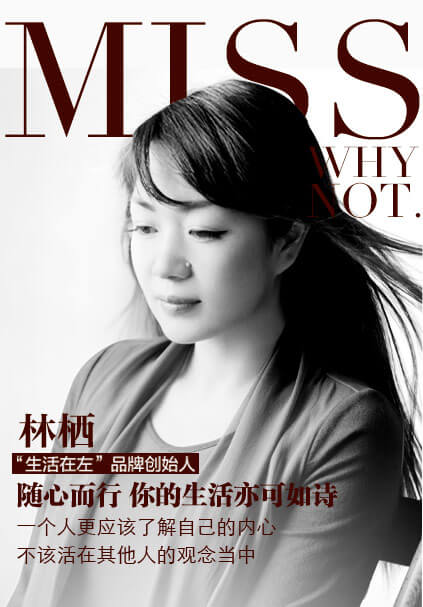 MISS
WHY
NOT.
林栖
“生活在左”品牌创始人
随心而行 你的生活亦可如诗
一个人更应该了解自己的内心
不该活在其他人的观念当中